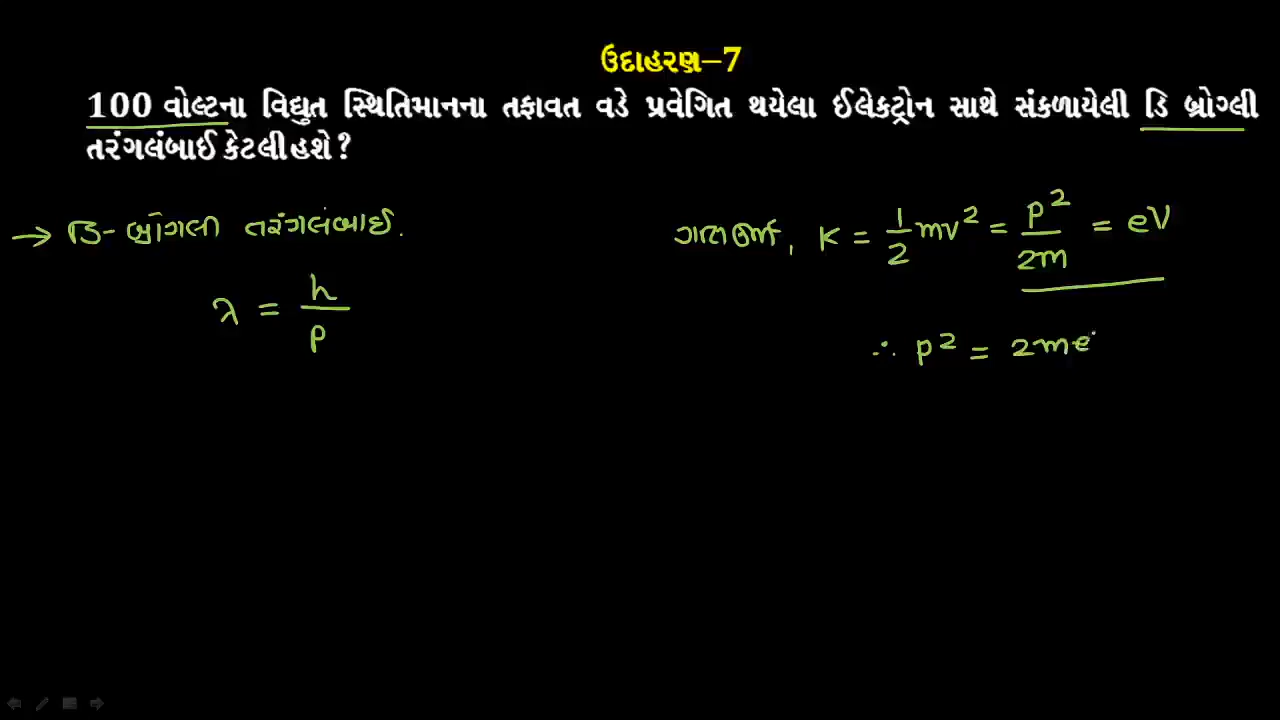 ઉદાહરણ–7
100 વોલ્ટના વિદ્યુત સ્થિતિમાનના તફાવત વડે પ્રવેગિત થયેલા ઈલેક્ટ્રોન સાથે સંકળાયેલી ડિ બ્રોગ્લી
તરંગલંબાઈ કેટલી હશે?
→ ડિ-બ્રોગલી તરંગલંબાઈ.
λ = h/p
ગતિઊર્જા, K = 1/2 mv² = p²/2m = eV
∴ p² = 2me